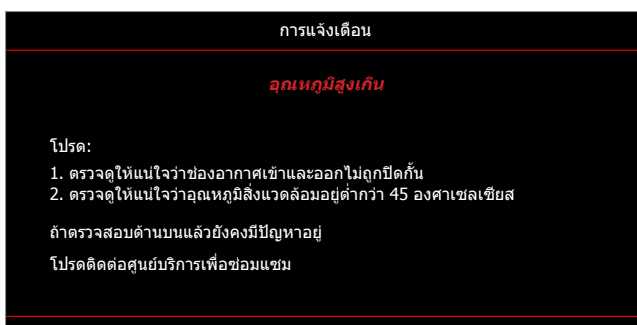 การแจ้งเตือน
อุณหภูมิสูงเกิน
โปรด:
1. ตรวจดูให้แน่ใจว่าช่องอากาศเข้าและออกไม่ถูกปิดกั้น
2. ตรวจดูให้แน่ใจว่าอุณหภูมิสิ่งแวดล้อมอยู่ต่ำกว่า 45 องศาเซลเซียส
ถ้าตรวจสอบด้านบนแล้วยังคงมีปัญหาอยู่
โปรดติดต่อศูนย์บริการเพื่อซ่อมแซม